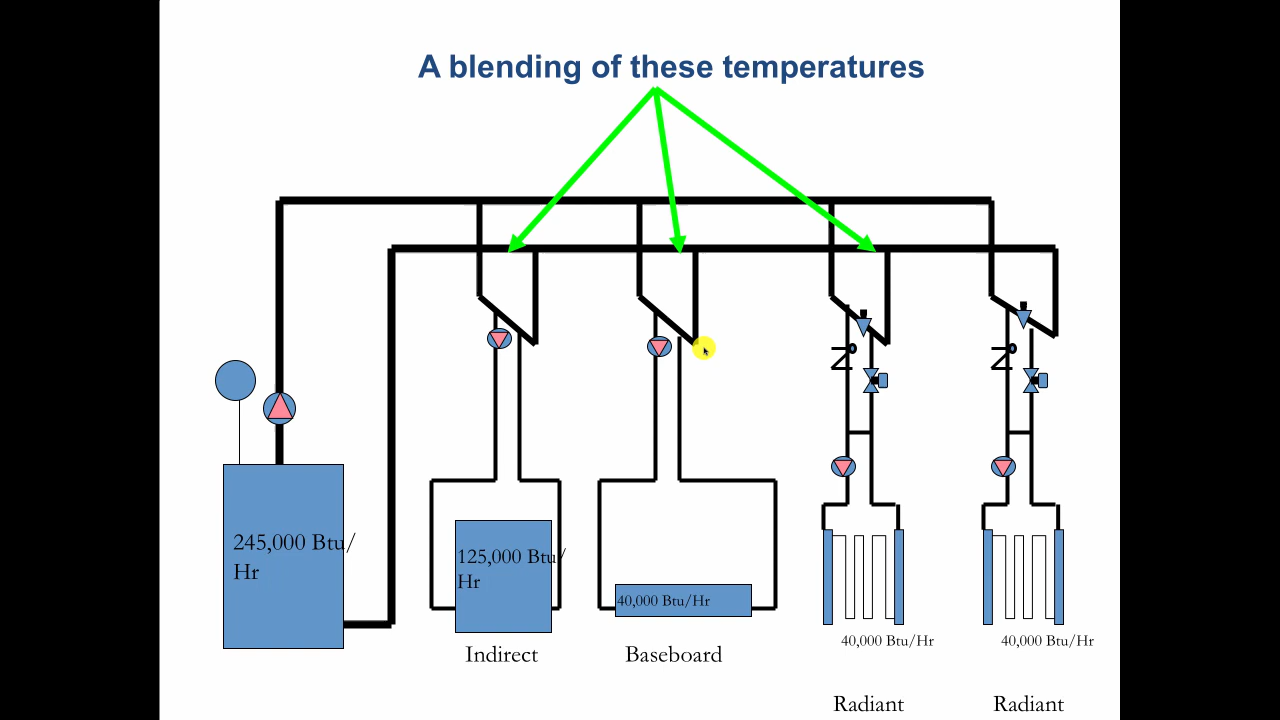 A blending of these temperatures
245,000 Btu/
Hr
125,000 Btu/
Hr
40,000 Btu/Hr
40,000 Btu/Hr
40,000 Btu/Hr
Indirect
Baseboard
Radiant
Radiant